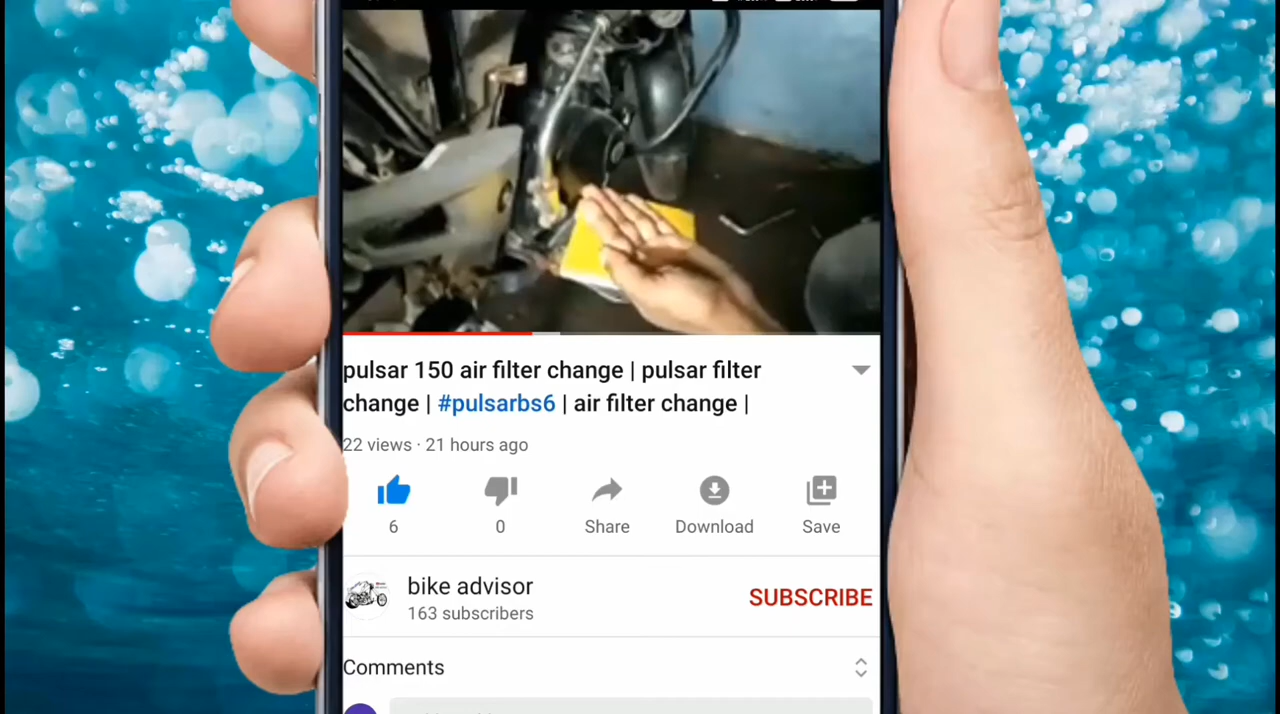 pulsar 150 air filter change | pulsar filter
change | #pulsarbs6 | air filter change |
22 views · 21 hours ago
6
0
Share
Download
Save
bike advisor
163 subscribers
SUBSCRIBE
Comments